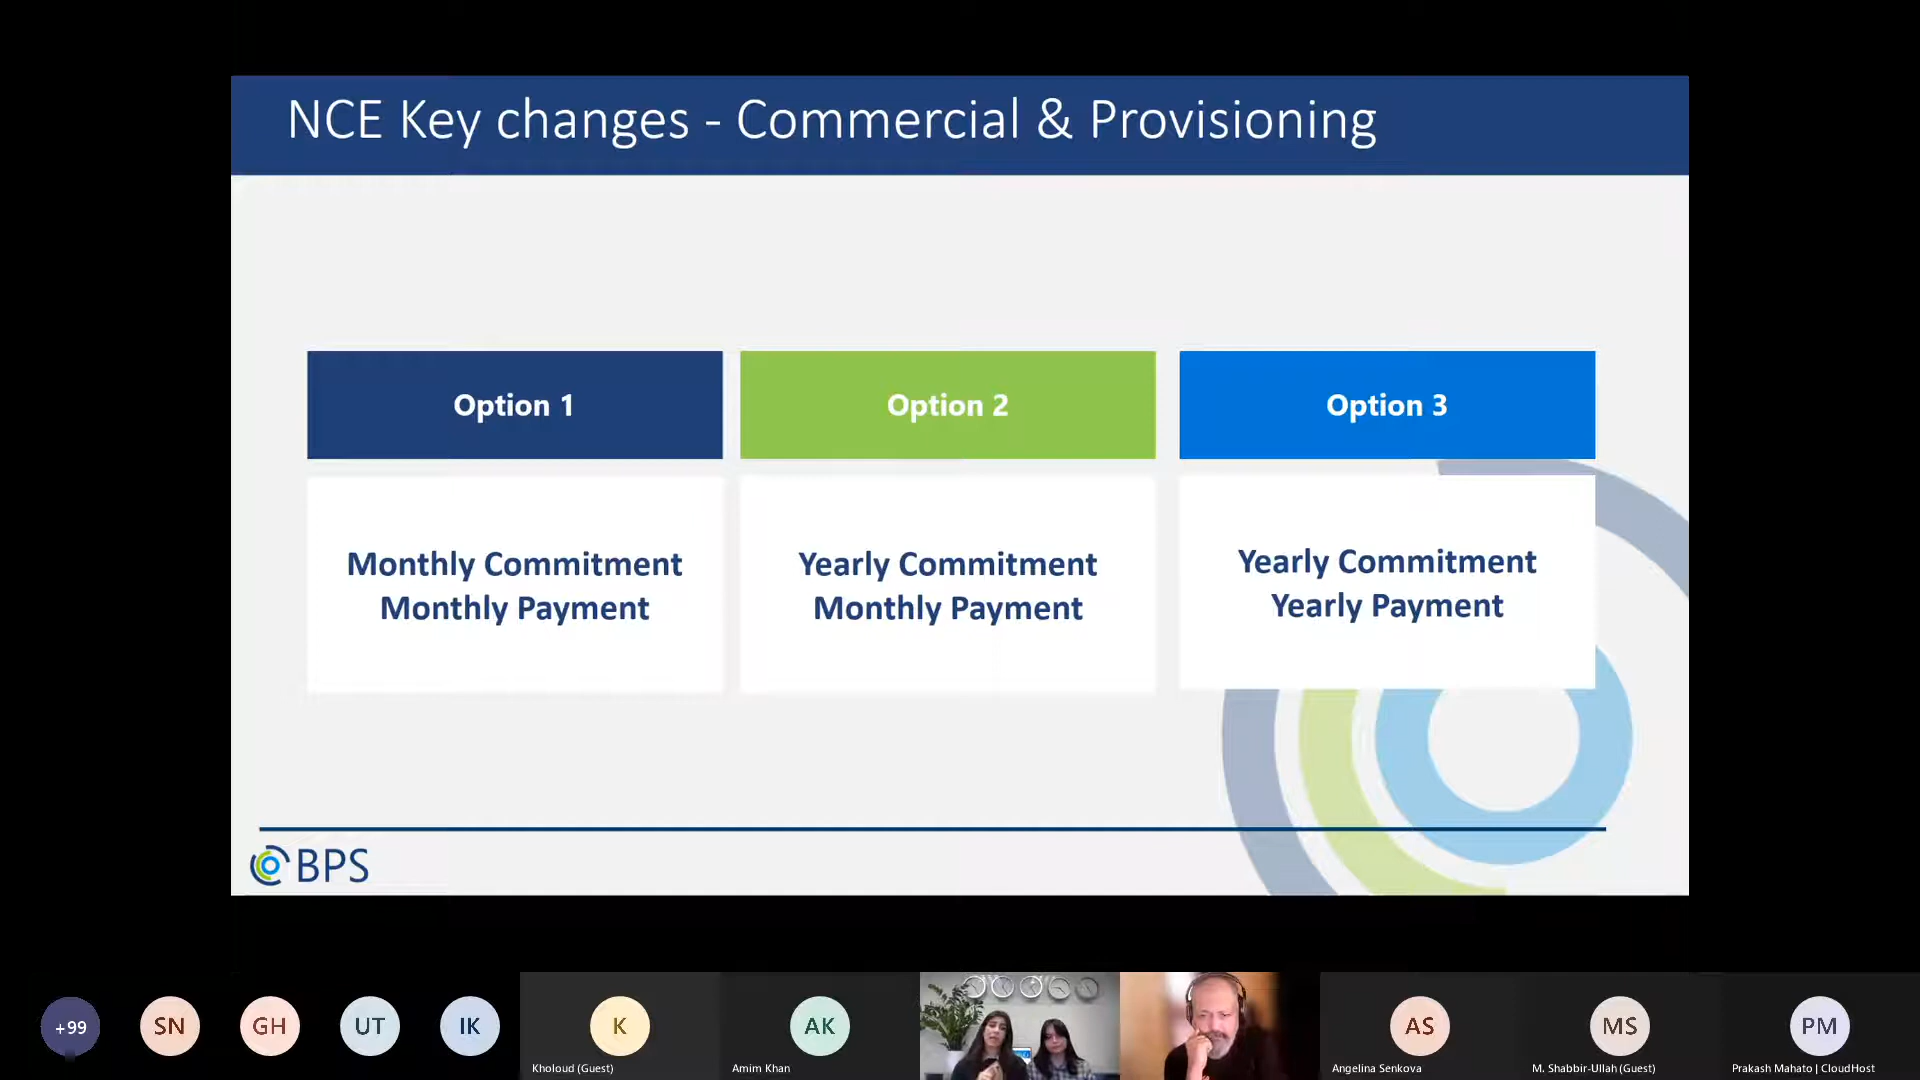 NCE Key changes - Commercial & Provisioning
Option 1
Option 2
Option 3
Monthly Commitment
Monthly Payment
Yearly Commitment
Monthly Payment
Yearly Commitment
Yearly Payment
BPS
+99
SN
GH
UT
IK
K
Kholoud (Guest)
AK
Amim Khan
AS
Angelina Senkova
MS
M. Shabbir-Ullah (Guest)
PM
Prakash Mahato | CloudHost